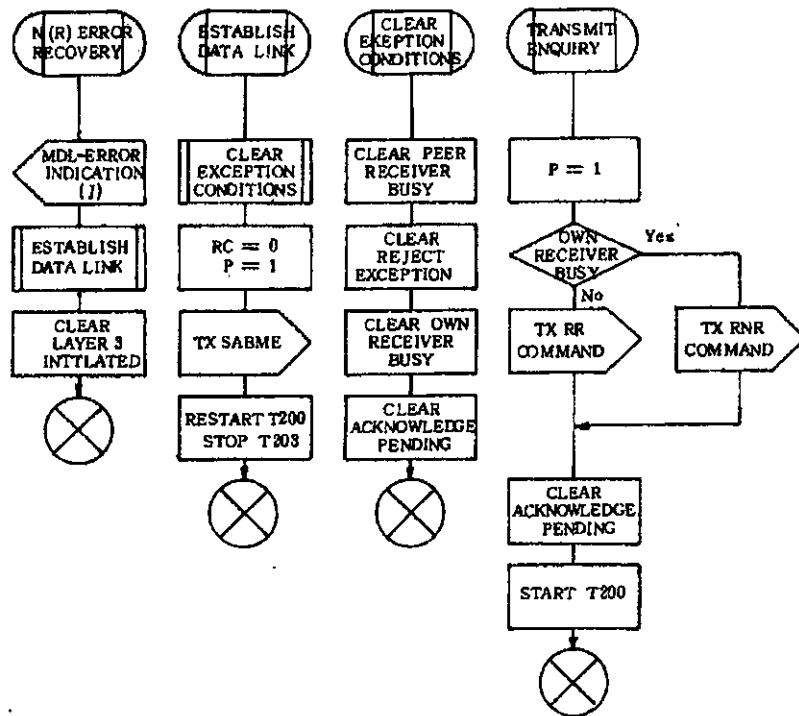 N(R) ERROR
RECOVERY
MDL-ERROR
INDICATION
(J)
ESTABLISH
DATA LINK
CLEAR
LAYER 3
INTTLATED
ESTABLISH
DATA LINK
CLEAR
EXCEPTION
CONDITIONS
RC = 0
P = 1
TX SABME
RESTART T200
STOP T203
CLEAR
EXEPTION
CONDITIONS
CLEAR PEER
RECEIVER
BUSY
CLEAR
REJECT
EXCEPTION
CLEAR OWN
RECEIVER
BUSY
CLEAR
ACKNOWLEDGE
PENDING
TRANSMIT
ENQUIRY
P = 1
OWN
RECEIVER
BUSY
Yes
No
TX RR
COMMAND
TX RNR
COMMAND
CLEAR
ACKNOWLEDGE
PENDING
START T200